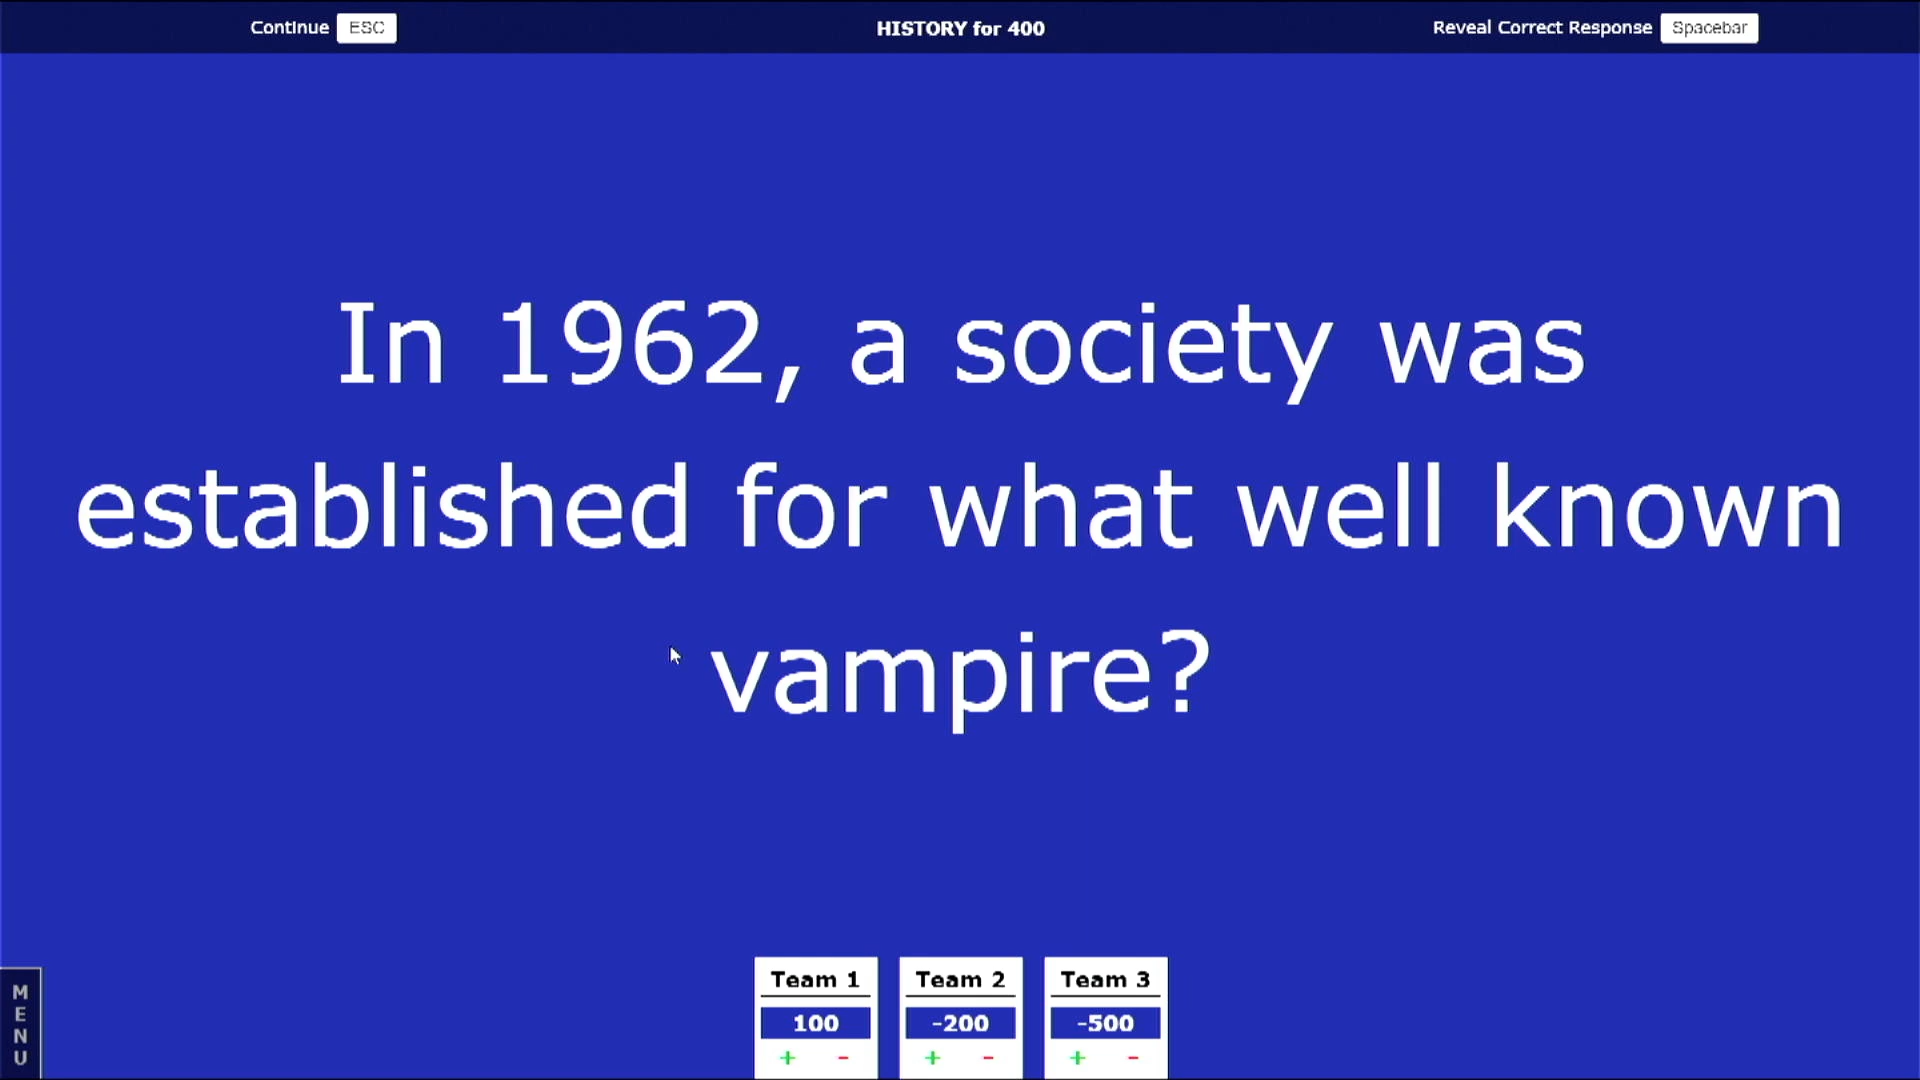 Continue ESC HISTORY for 400 Reveal Correct Response Spacebar
In 1962, a society was
established for what well known
vampire?
MENU
Team 1 Team 2 Team 3
100 -200 -500
+ - + - + -